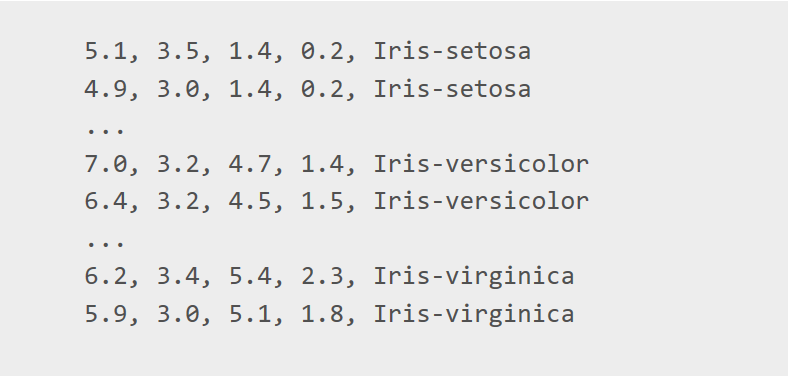 5.1, 3.5, 1.4, 0.2, Iris-setosa
4.9, 3.0, 1.4, 0.2, Iris-setosa
...
7.0, 3.2, 4.7, 1.4, Iris-versicolor
6.4, 3.2, 4.5, 1.5, Iris-versicolor
...
6.2, 3.4, 5.4, 2.3, Iris-virginica
5.9, 3.0, 5.1, 1.8, Iris-virginica